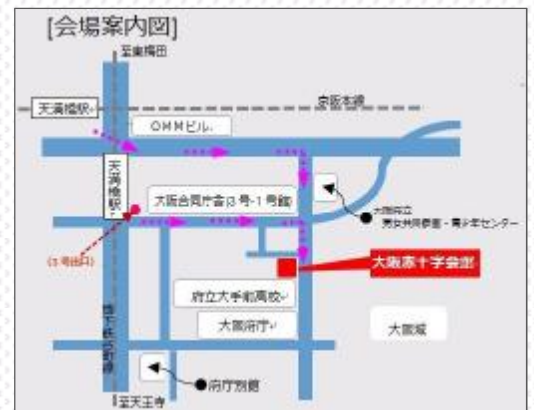 [会場案内図]
至東梅田
京阪本線
天満橋駅
OMMビル
天満橋駅
大阪合同庁舎(3号-1号館)
大阪府立
男女共同参画・青少年センター
(3号出口)
大阪赤十字会館
府立大手前高校
大阪府庁
大阪城
地下鉄谷町線
府庁別館
至天王寺